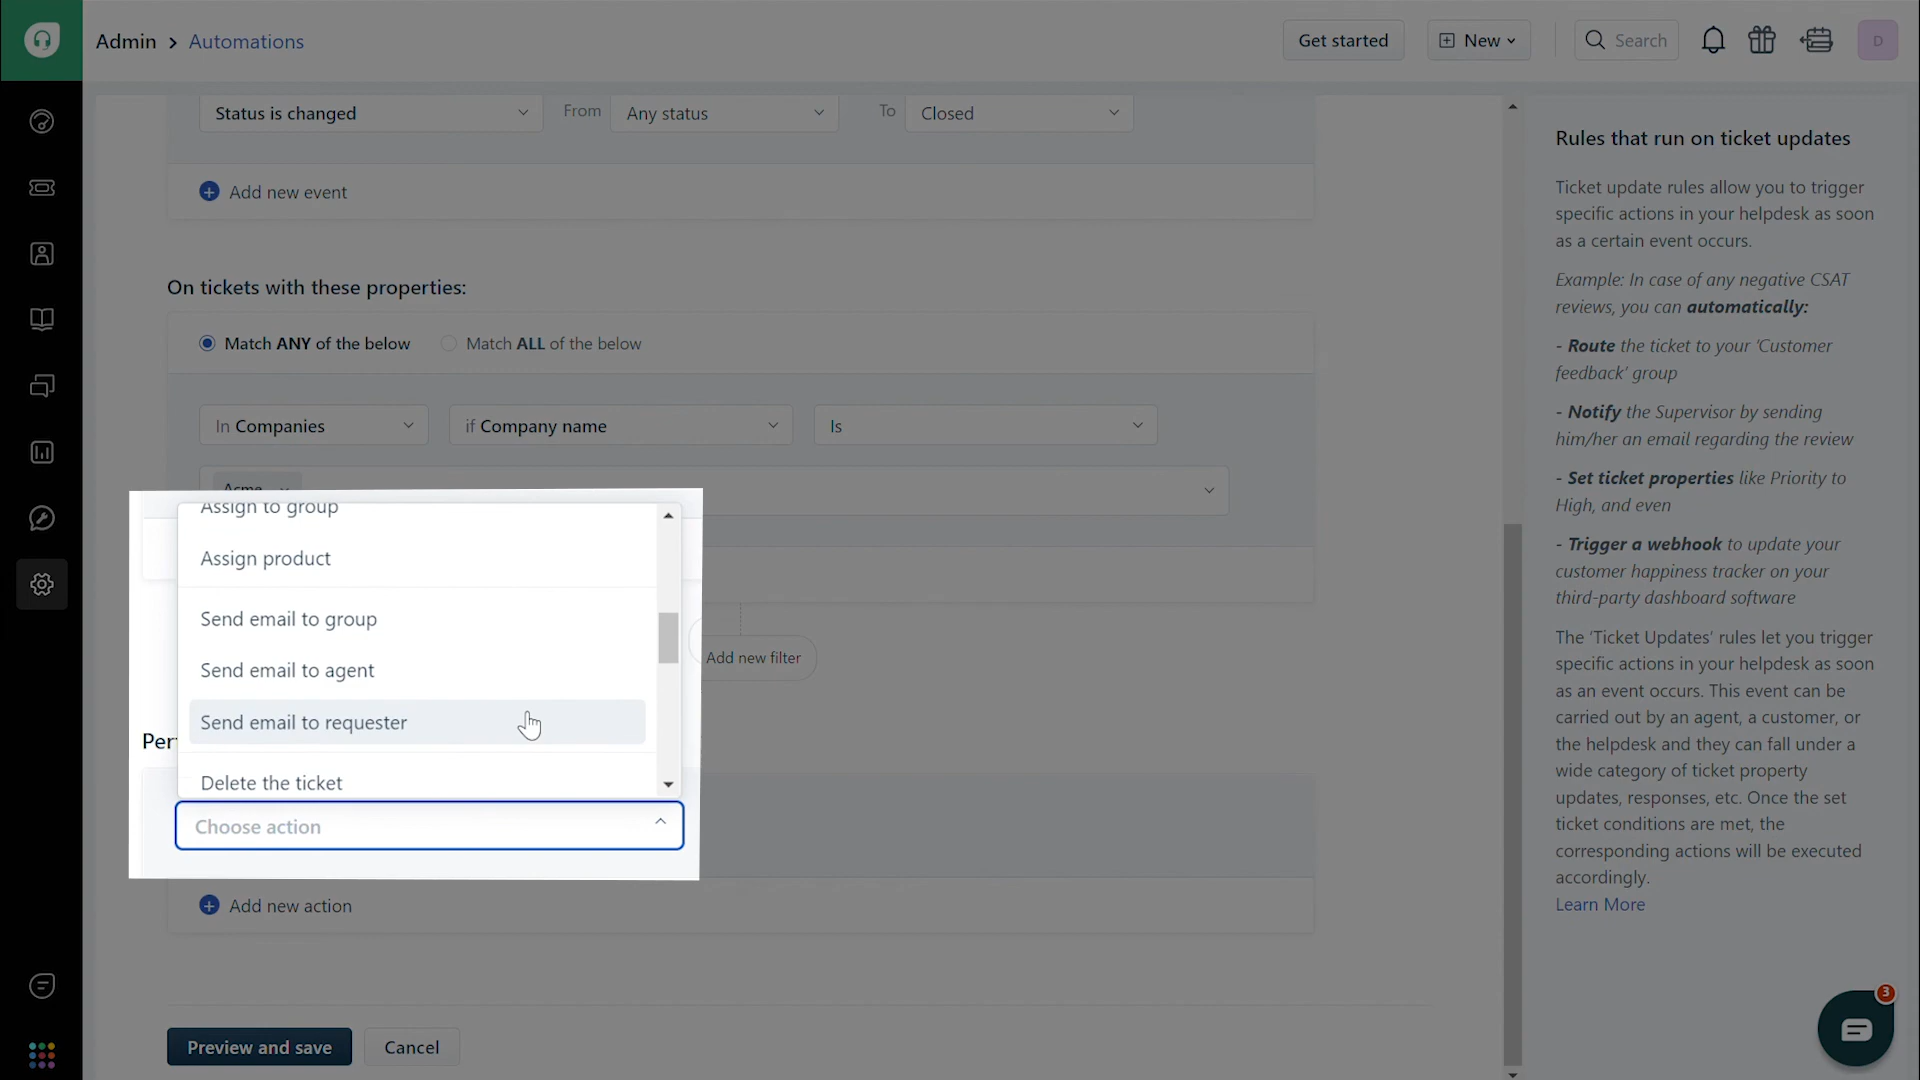 Admin > Automations
Get started
New
Search
D
Status is changed
From
Any status
To
Closed
Add new event
On tickets with these properties:
Match ANY of the below
Match ALL of the below
In Companies
if Company name
Is
Acme
Assign to group
Assign product
Send email to group
Send email to agent
Send email to requester
Delete the ticket
Add new filter
Choose action
Add new action
Preview and save
Cancel
Rules that run on ticket updates
Ticket update rules allow you to trigger
specific actions in your helpdesk as soon
as a certain event occurs.
Example: In case of any negative CSAT
reviews, you can automatically:
- Route the ticket to your 'Customer
feedback' group
- Notify the Supervisor by sending
him/her an email regarding the review
- Set ticket properties like Priority to
High, and even
- Trigger a webhook to update your
customer happiness tracker on your
third-party dashboard software
The 'Ticket Updates' rules let you trigger
specific actions in your helpdesk as soon
as an event occurs. This event can be
carried out by an agent, a customer, or
the helpdesk and they can fall under a
wide category of ticket property
updates, responses, etc. Once the set
ticket conditions are met, the
corresponding actions will be executed
accordingly.
Learn More
3